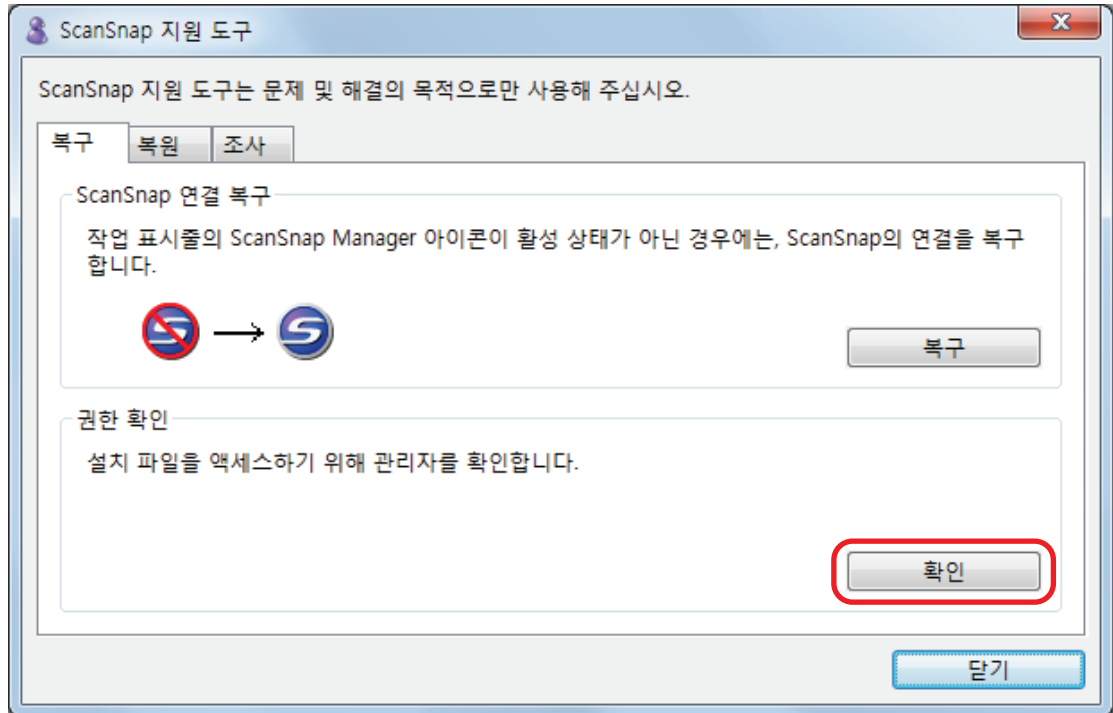 ScanSnap 지원 도구
ScanSnap 지원 도구는 문제 및 해결의 목적으로만 사용해 주십시오.
복구 복원 조사
ScanSnap 연결 복구
작업 표시줄의 ScanSnap Manager 아이콘이 활성 상태가 아닌 경우에는, ScanSnap의 연결을 복구
합니다.
복구
권한 확인
설치 파일을 액세스하기 위해 관리자를 확인합니다.
확인
닫기